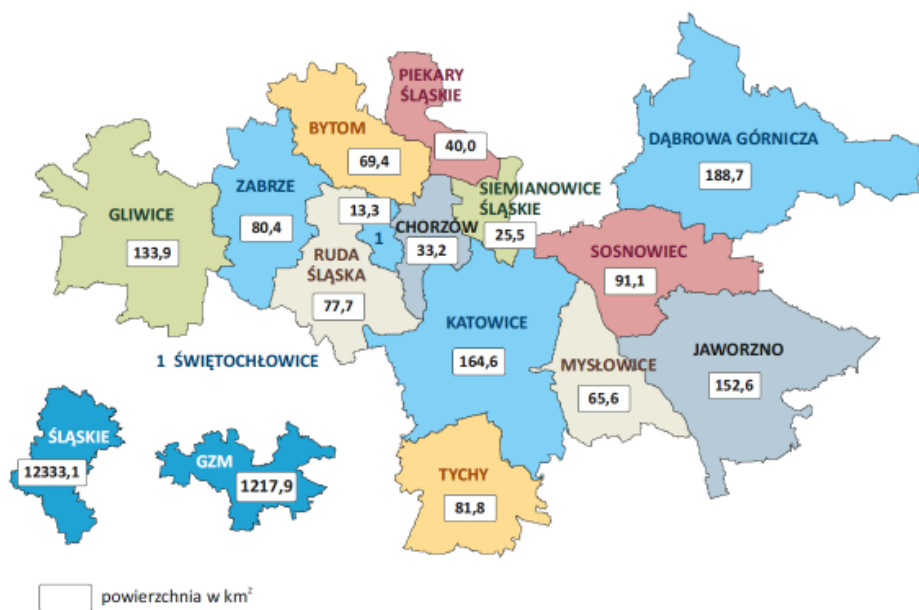 PIEKARY
ŚLĄSKIE
40,0
BYTOM
69,4
DĄBROWA GÓRNICZA
188,7
ZABRZE
80,4
SIEMIANOWICE
ŚLĄSKIE
25,5
GLIWICE
133,9
13,3
1
CHORZÓW
33,2
RUDA
ŚLĄSKA
77,7
SOSNOWIEC
91,1
KATOWICE
164,6
MYSŁOWICE
65,6
JAWORZNO
152,6
1 ŚWIĘTOCHŁOWICE
ŚLĄSKIE
12333,1
GZM
1217,9
TYCHY
81,8
powierzchnia w km²